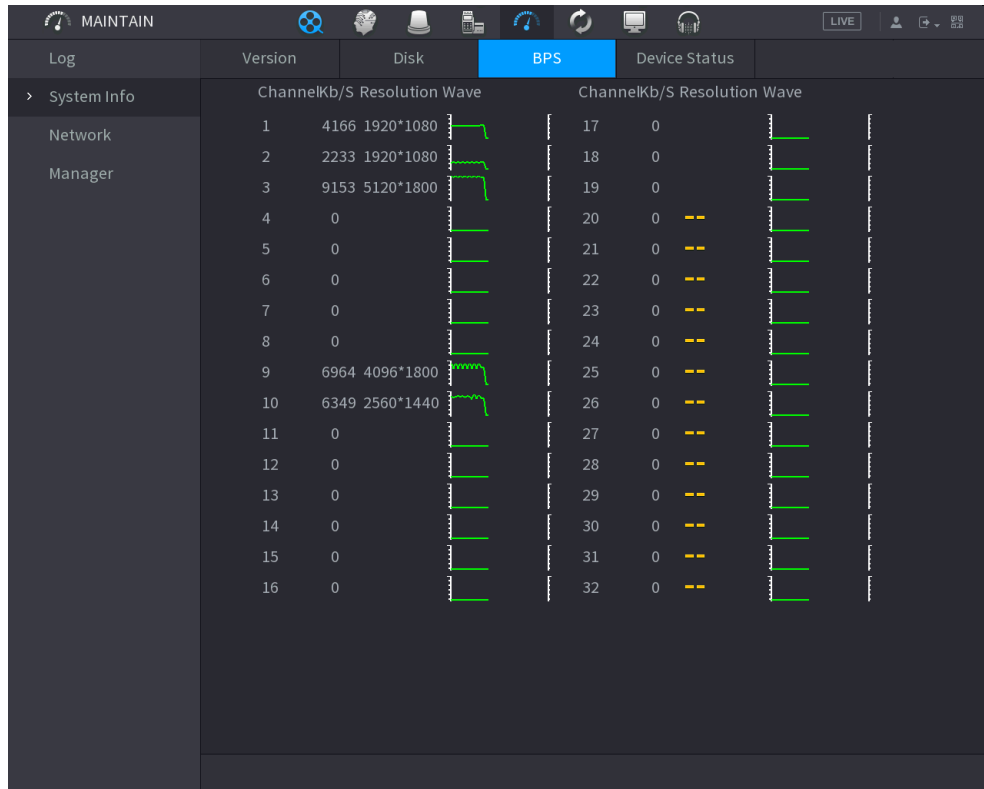 MAINTAIN LIVE
Log Version Disk BPS Device Status
System Info ChannelKb/S Resolution Wave ChannelKb/S Resolution Wave
1 4166 1920*1080 17 0
Network
2 2233 1920*1080 18 0
Manager
3 9153 5120*1800 19 0
4 0 20 0 --
5 0 21 0 --
6 0 22 0 --
7 0 23 0 --
8 0 24 0 --
9 6964 4096*1800 25 0 --
10 6349 2560*1440 26 0 --
11 0 27 0 --
12 0 28 0 --
13 0 29 0 --
14 0 30 0 --
15 0 31 0 --
16 0 32 0 --